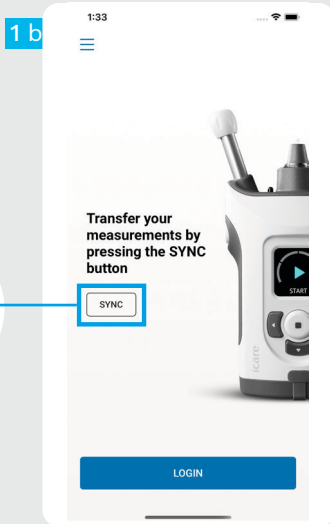 1 b
1:33
Transfer your
measurements by
pressing the SYNC
button
SYNC
START
icare
LOGIN